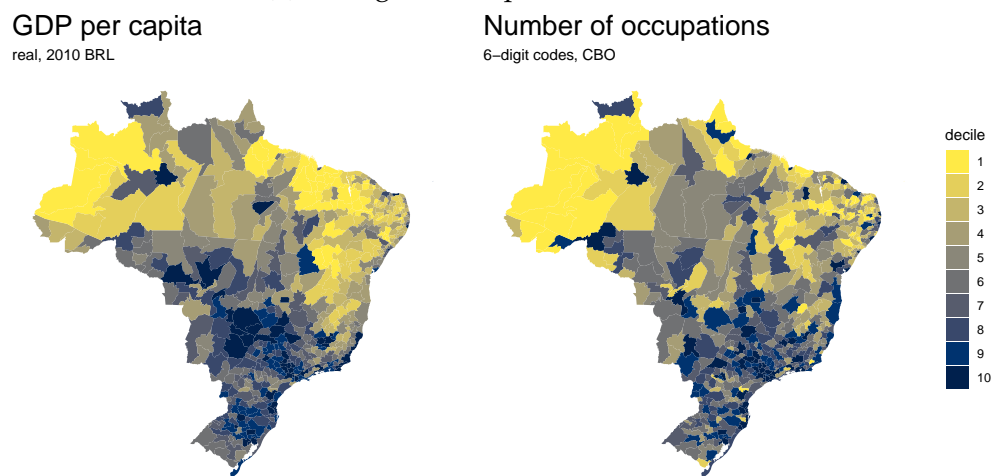 GDP per capita
real, 2010 BRL
Number of occupations
6−digit codes, CBO
decile
1
2
3
4
5
6
7
8
9
10